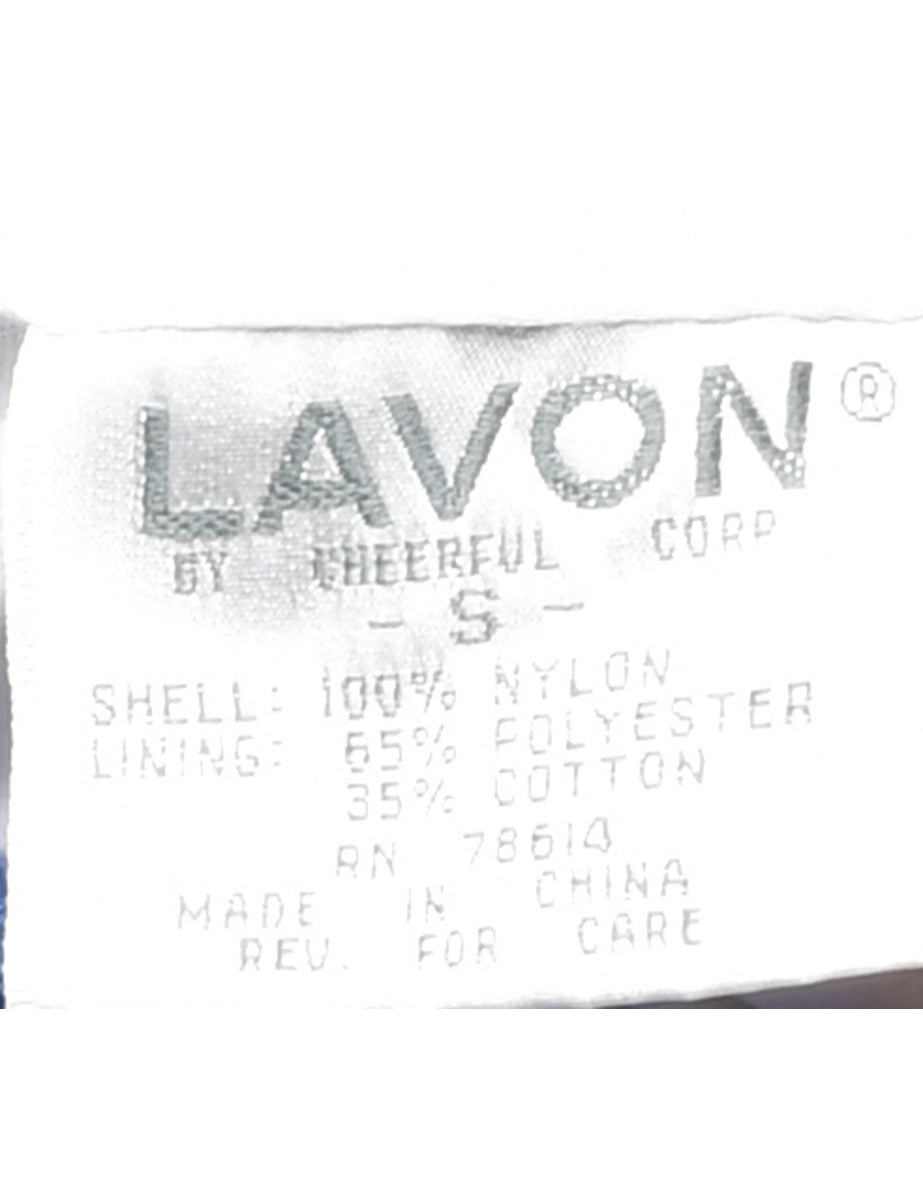 LAVON ®
BY CHEERFUL CORP
- S -
SHELL: 100% NYLON
LINING: 65% POLYESTER
35% COTTON
RN 78614
MADE IN CHINA
REV. FOR CARE